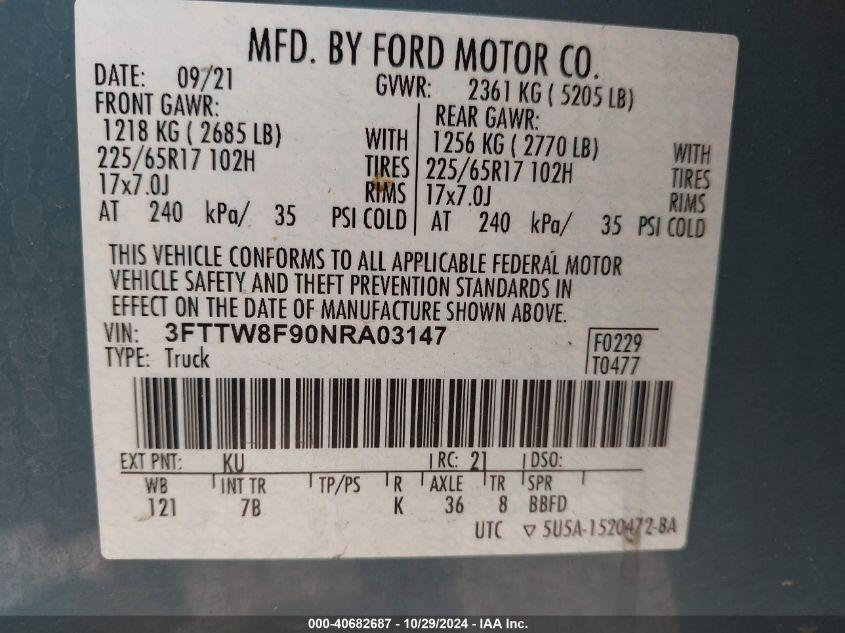 MFD. BY FORD MOTOR CO.
DATE: 09/21 GVWR: 2361 KG ( 5205 LB)
FRONT GAWR: REAR GAWR:
1218 KG ( 2685 LB) WITH 1256 KG ( 2770 LB) WITH
225/65R17 102H TIRES 225/65R17 102H TIRES
17x7.0J RIMS 17x7.0J RIMS
AT 240 kPa/ 35 PSI COLD AT 240 kPa/ 35 PSI COLD
THIS VEHICLE CONFORMS TO ALL APPLICABLE FEDERAL MOTOR
VEHICLE SAFETY AND THEFT PREVENTION STANDARDS IN
EFFECT ON THE DATE OF MANUFACTURE SHOWN ABOVE.
VIN: 3FTTW8F90NRA03147 F0229
TYPE: Truck T0477
EXT PNT: KU RC: 21 DSO:
WB INT TR TP/PS R AXLE TR SPR
121 7B K 36 8 BBFD
UTC ▽ 5U5A-1520472-BA
000-40682687 - 10/29/2024 - IAA Inc.